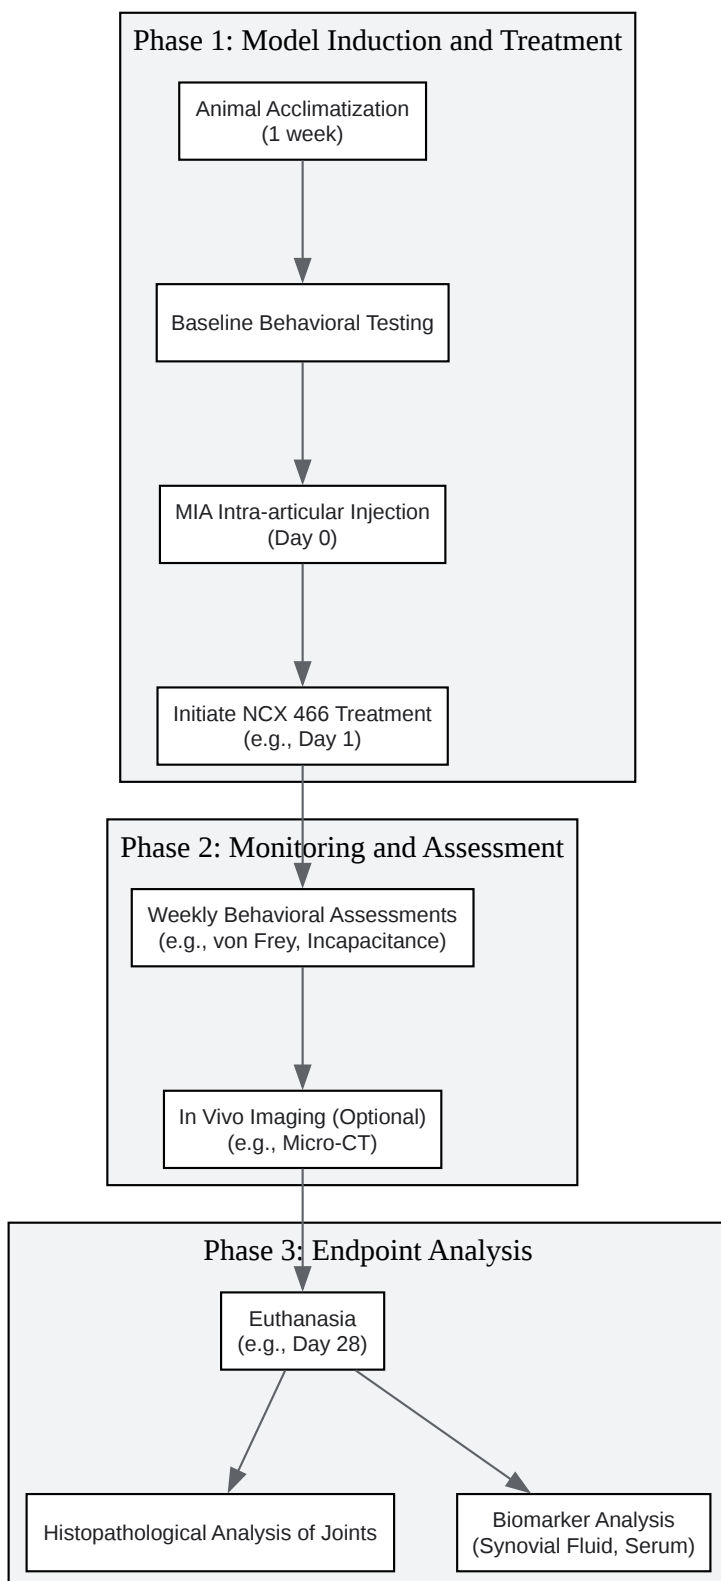 Phase 1: Model Induction and Treatment
Animal Acclimatization
(1 week)
Baseline Behavioral Testing
MIA Intra-articular Injection
(Day 0)
Initiate NCX 466 Treatment
(e.g., Day 1)
Phase 2: Monitoring and Assessment
Weekly Behavioral Assessments
(e.g., von Frey, Incapacitance)
In Vivo Imaging (Optional)
(e.g., Micro-CT)
Phase 3: Endpoint Analysis
Euthanasia
(e.g., Day 28)
Histopathological Analysis of Joints
Biomarker Analysis
(Synovial Fluid, Serum)